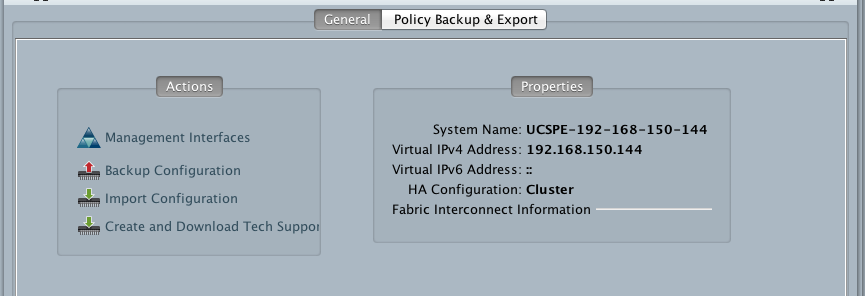 General
Policy Backup & Export
Actions
Management Interfaces
Backup Configuration
Import Configuration
Create and Download Tech Suppor
Properties
System Name: UCSPE-192-168-150-144
Virtual IPv4 Address: 192.168.150.144
Virtual IPv6 Address: ::
HA Configuration: Cluster
Fabric Interconnect Information